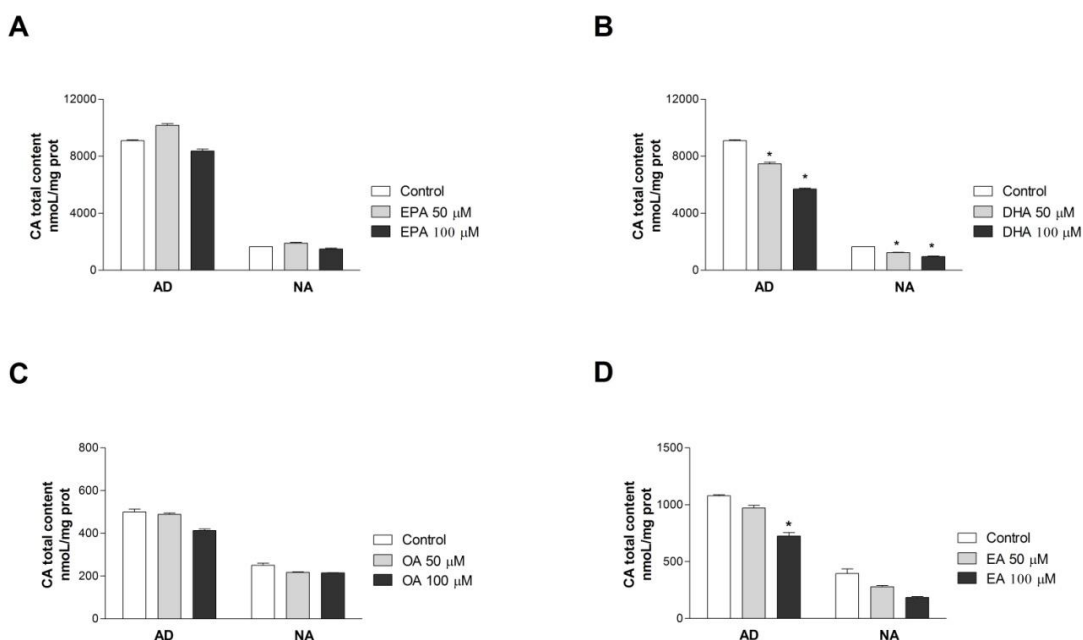 A
CA total content
nmoL/mg prot
12000
8000
4000
0
AD
NA
Control
EPA 50 μM
EPA 100 μM
B
CA total content
nmoL/mg prot
12000
8000
4000
0
*
*
*
*
AD
NA
Control
DHA 50 μM
DHA 100 μM
C
CA total content
nmoL/mg prot
800
600
400
200
0
AD
NA
Control
OA 50 μM
OA 100 μM
D
CA total content
nmoL/mg prot
1500
1000
500
0
*
AD
NA
Control
EA 50 μM
EA 100 μM